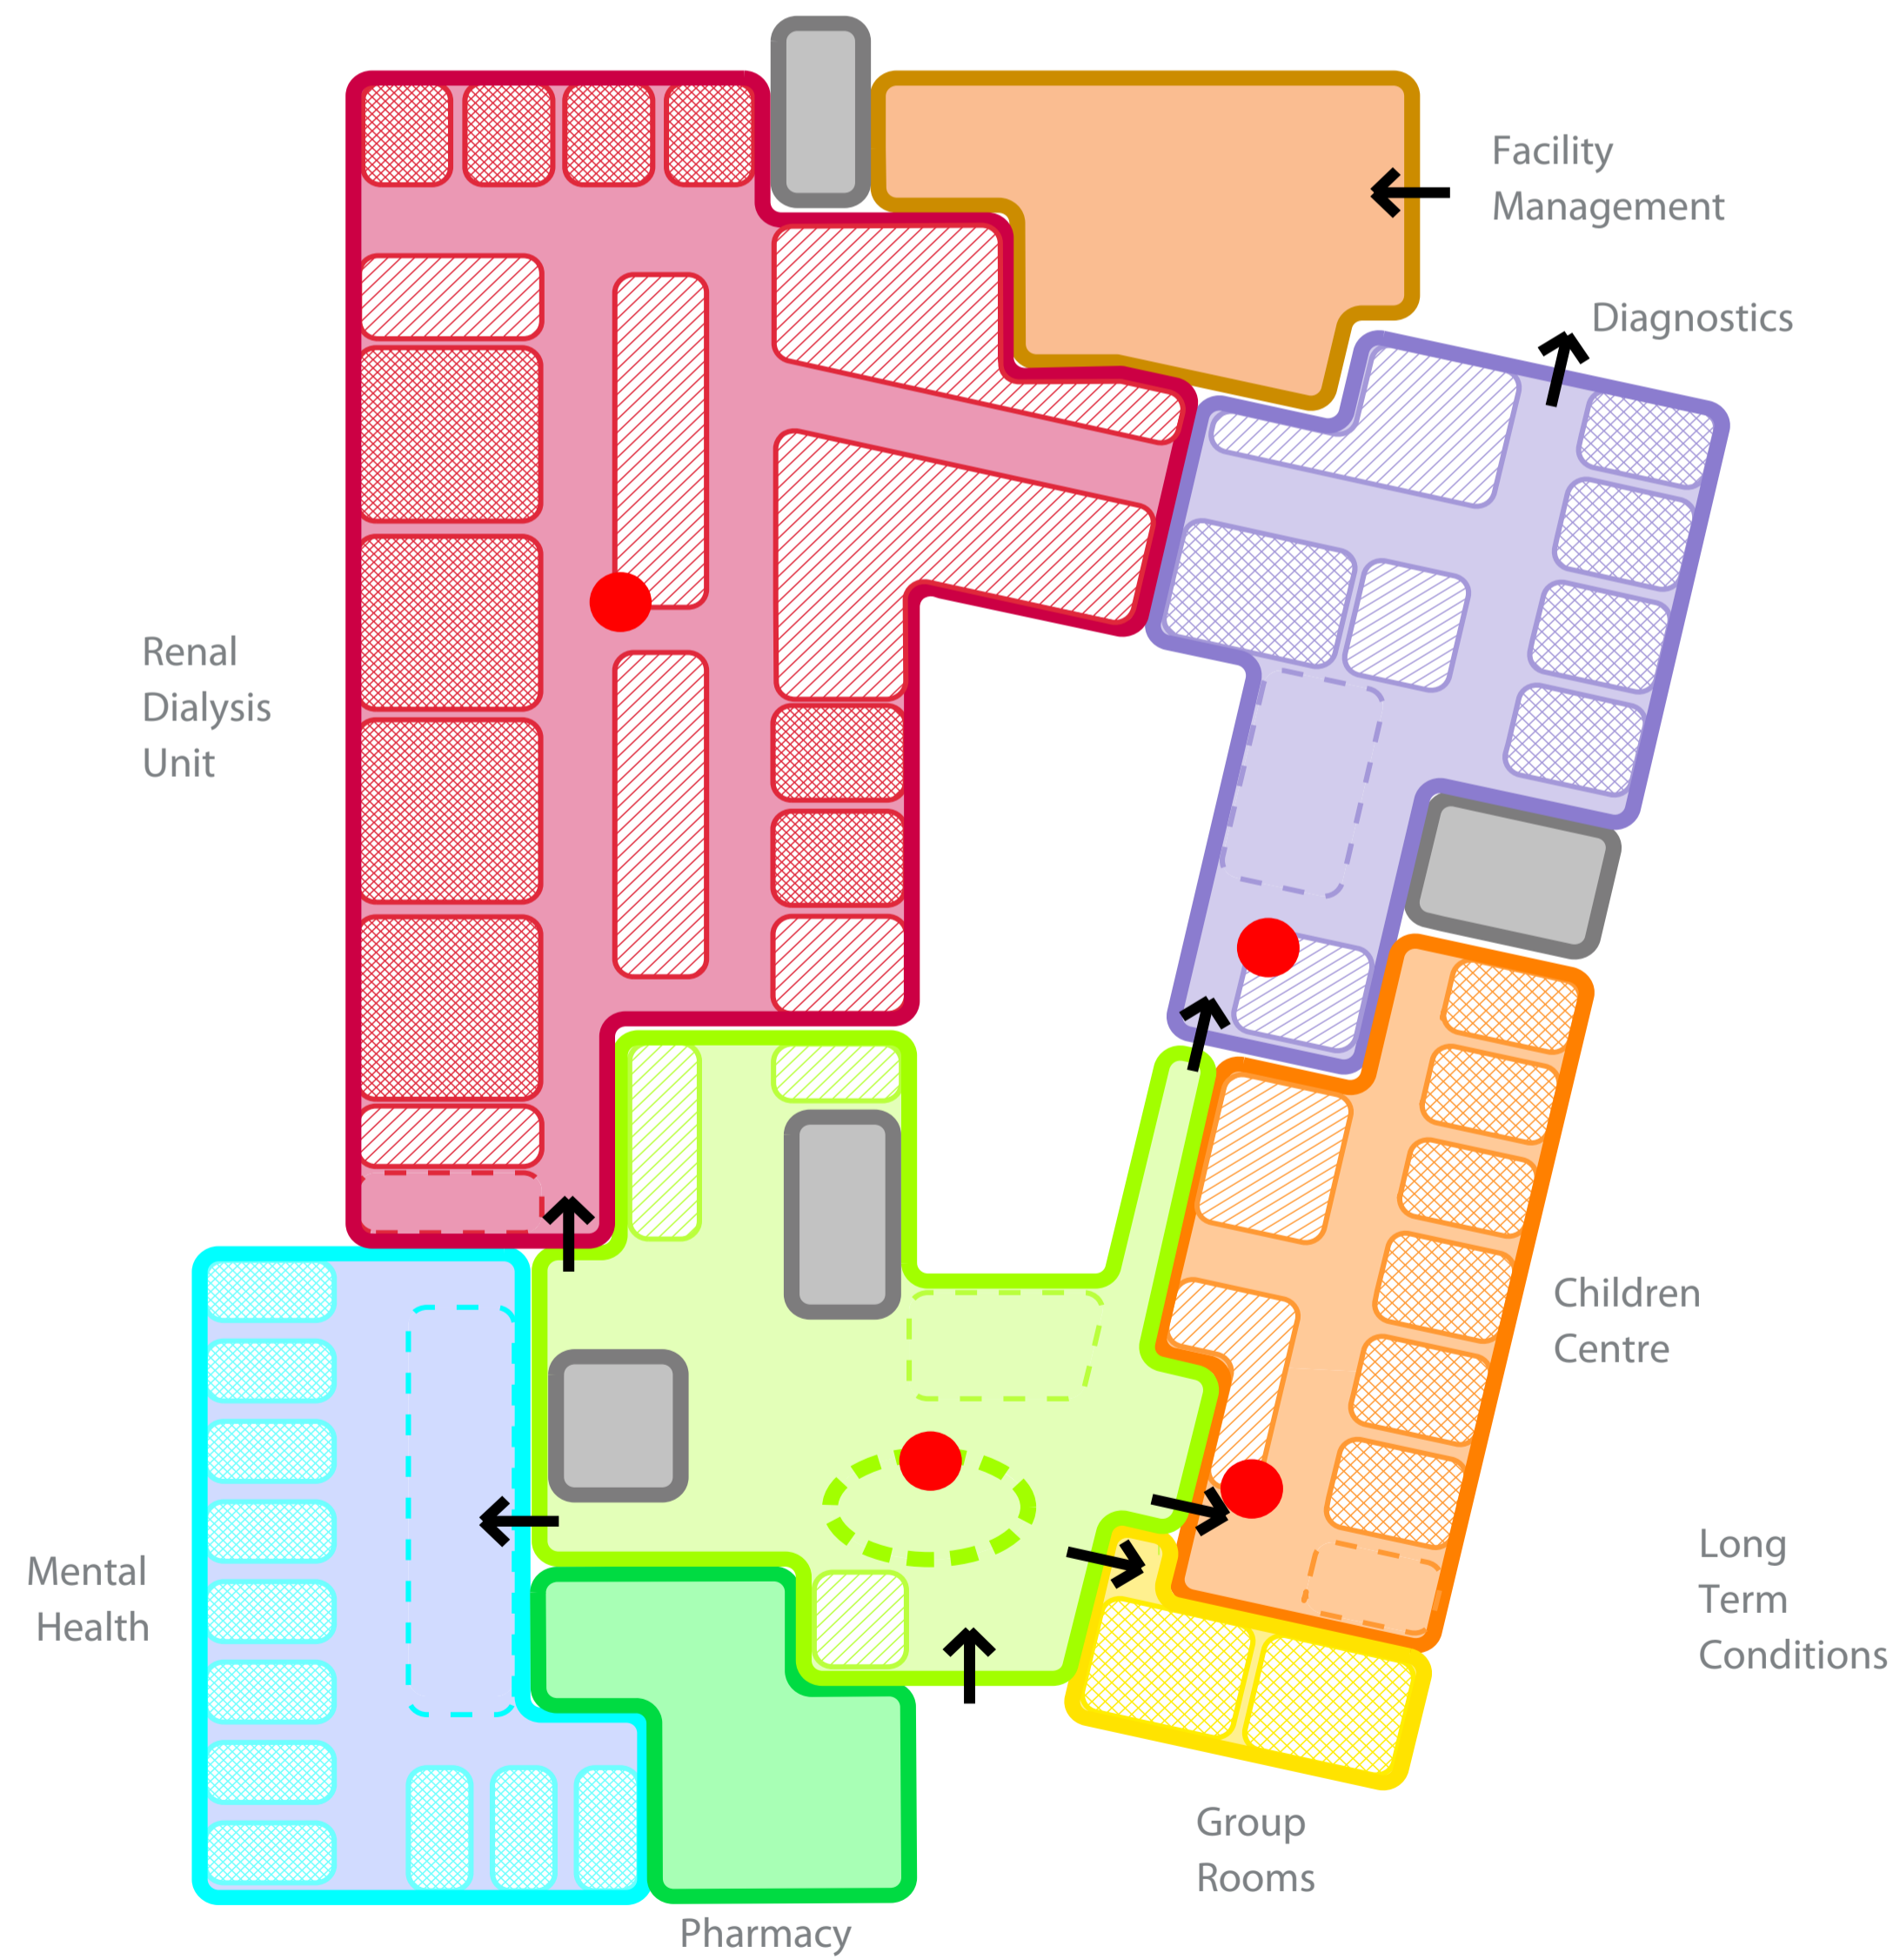 Facility
Management
Diagnostics
Renal
Dialysis
Unit
Children
Centre
Long
Term
Conditions
Mental
Health
Group
Rooms
Pharmacy